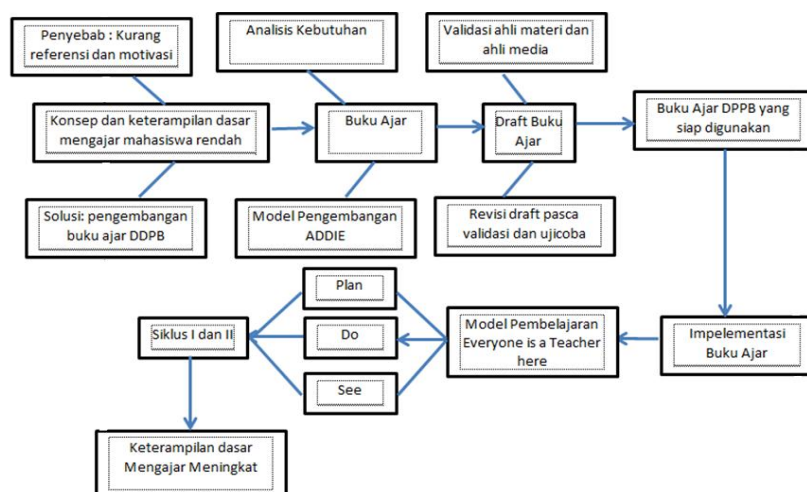 Penyebab : Kurang
referensi dan motivasi
Analisis Kebutuhan
Validasi ahli materi dan
ahli media
Konsep dan keterampilan dasar
mengajar mahasiswa rendah
Buku Ajar
Draft Buku
Ajar
Buku Ajar DPPB yang
siap digunakan
Solusi: pengembangan
buku ajar DDPB
Model Pengembangan
ADDIE
Revisi draft pasca
validasi dan ujicoba
Plan
Siklus I dan II
Do
Model Pembelajaran
Everyone is a Teacher
here
Impelementasi
Buku Ajar
See
Keterampilan dasar
Mengajar Meningkat